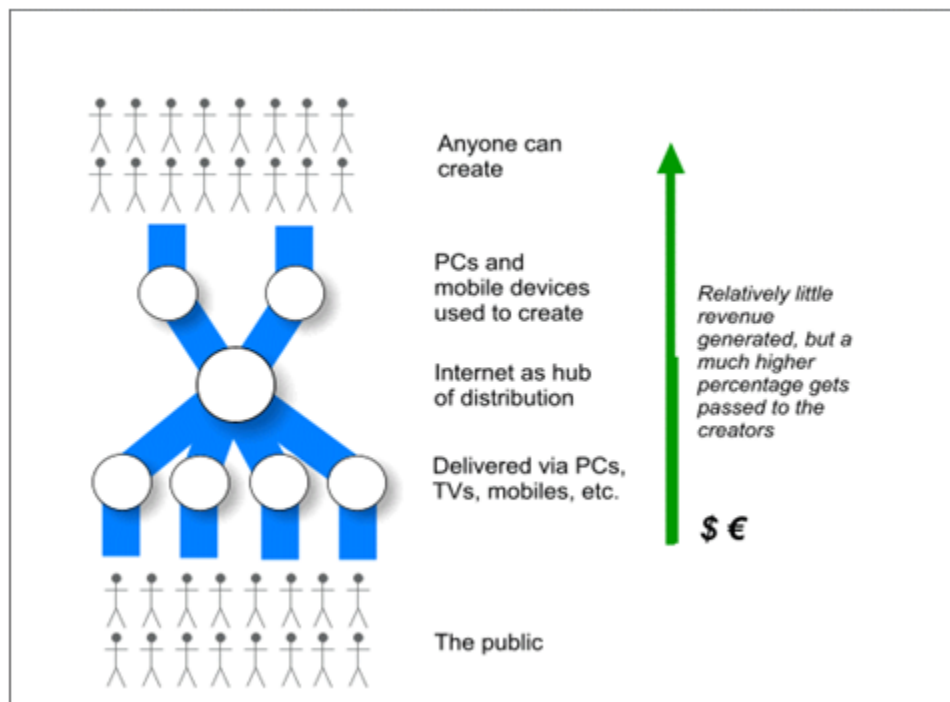 Anyone can
create
PCs and
mobile devices
used to create
Internet as hub
of distribution
Delivered via PCs,
TVs, mobiles, etc.
The public
Relatively little
revenue
generated, but a
much higher
percentage gets
passed to the
creators
$ €